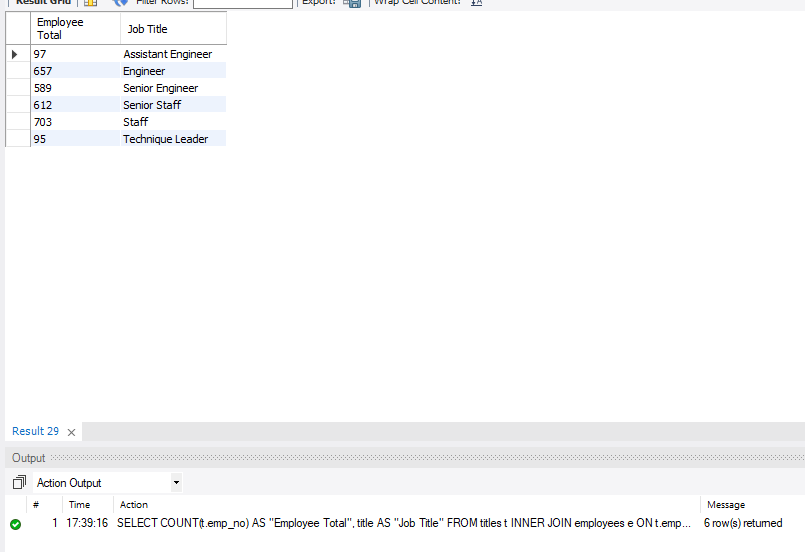 Result Grid Filter Rows: Export: Wrap Cell Content: IA
Employee Total Job Title
97 Assistant Engineer
657 Engineer
589 Senior Engineer
612 Senior Staff
703 Staff
95 Technique Leader
Result 29
Output
Action Output
# Time Action Message
1 17:39:16 SELECT COUNT(t.emp_no) AS "Employee Total", title AS "Job Title" FROM titles t INNER JOIN employees e ON t.emp... 6 row(s) returned